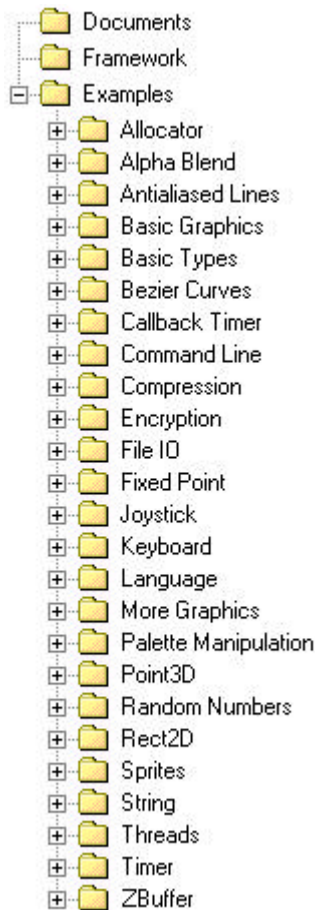 Documents
Framework
Examples
Allocator
Alpha Blend
Antialiased Lines
Basic Graphics
Basic Types
Bezier Curves
Callback Timer
Command Line
Compression
Encryption
File IO
Fixed Point
Joystick
Keyboard
Language
More Graphics
Palette Manipulation
Point3D
Random Numbers
Rect2D
Sprites
String
Threads
Timer
ZBuffer